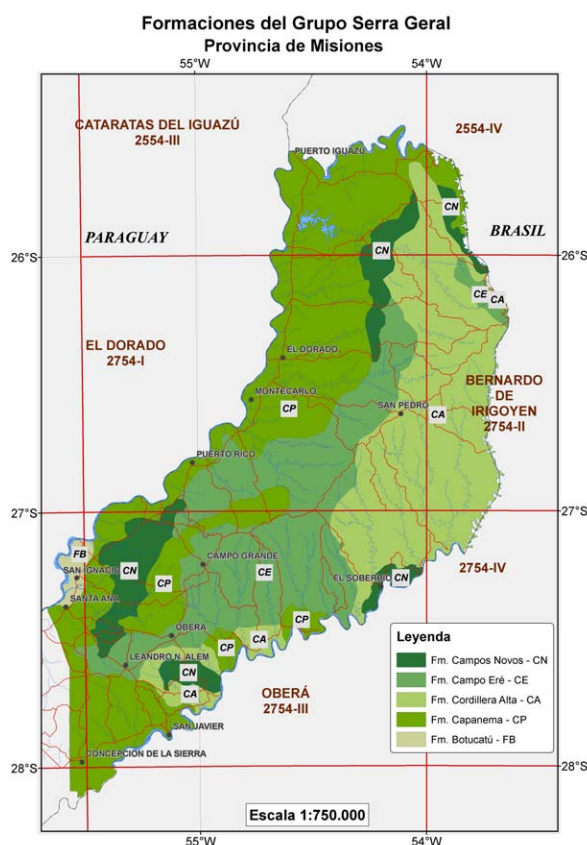 Formaciones del Grupo Serra Geral
Provincia de Misiones
55°W
54°W
CATARATAS DEL IGUAZÚ
2554-III
2554-IV
PUERTO IGUAZÚ
CN
PARAGUAY
BRASIL
CN
26°S
26°S
CE
CA
EL DORADO
2754-I
EL DORADO
BERNARDO
DE
IRIGOYEN
2754-II
MONTECARLO
CP
SAN PEDRO
CA
PUERTO RICO
27°S
27°S
FB
SAN IGNACIO
CN
CP
CAMPO GRANDE
CE
2754-IV
EL SOBERBIO
CN
SANTA ANA
OBERA
CP
CA
CP
LEANDRO N. ALEM
CN
CA
OBERÁ
2754-III
SAN JAVIER
CONCEPCION DE LA SIERRA
Leyenda
Fm. Campos Novos - CN
Fm. Campo Eré - CE
Fm. Cordillera Alta - CA
Fm. Capanema - CP
Fm. Botucatú - FB
28°S
28°S
Escala 1:750.000
55°W
54°W